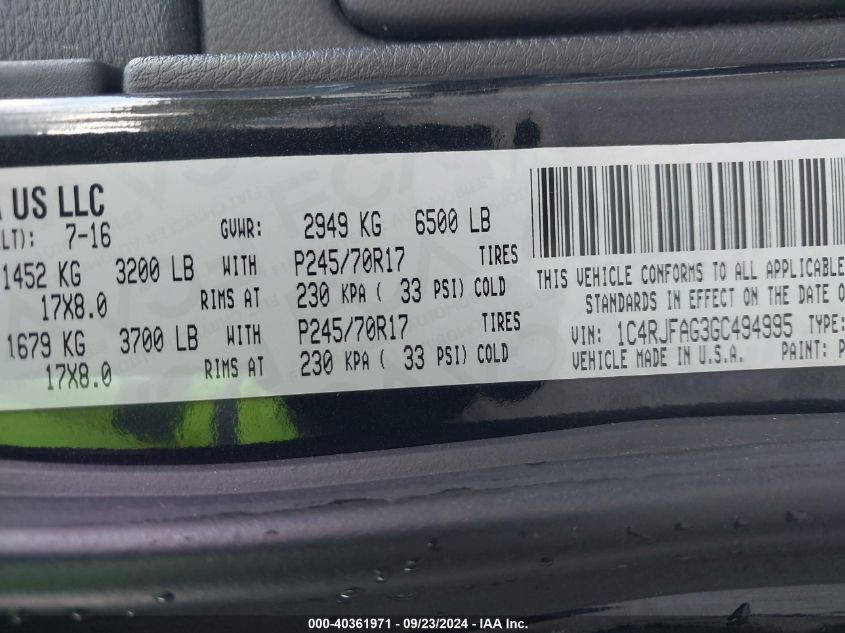 US LLC
LT): 7-16 GVWR: 2949 KG 6500 LB
1452 KG 3200 LB WITH P245/70R17 TIRES
17X8.0 RIMS AT 230 KPA ( 33 PSI) COLD
1679 KG 3700 LB WITH P245/70R17 TIRES
17X8.0 RIMS AT 230 KPA ( 33 PSI) COLD
THIS VEHICLE CONFORMS TO ALL APPLICABLE
STANDARDS IN EFFECT ON THE DATE O
VIN: 1C4RJFAG3GC494995 TYPE:
VEHICLE MADE IN U.S.A. PAINT: P
000-40361971 - 09/23/2024 - IAA Inc.